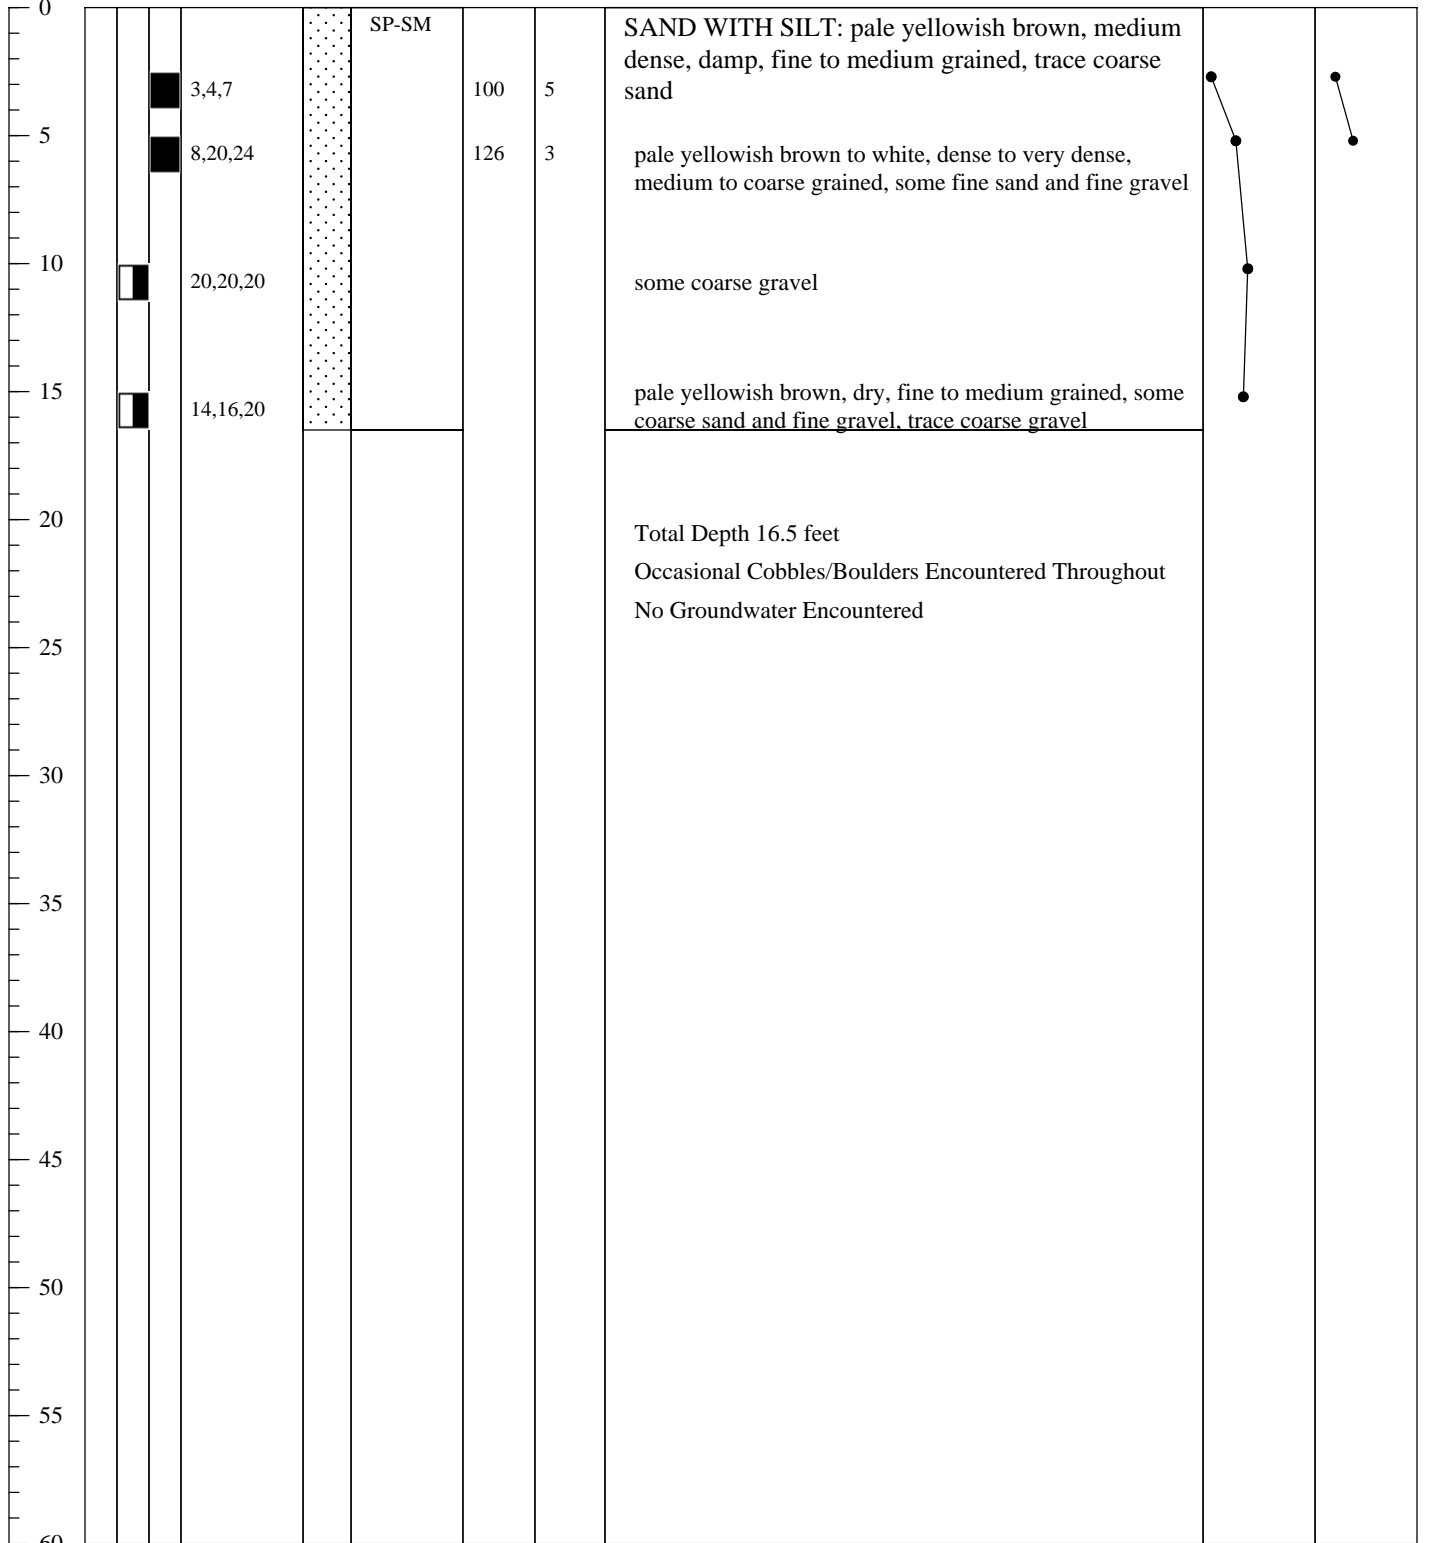 0
SP-SM
SAND WITH SILT: pale yellowish brown, medium
dense, damp, fine to medium grained, trace coarse
sand
3,4,7
100
5
5
8,20,24
126
3
pale yellowish brown to white, dense to very dense,
medium to coarse grained, some fine sand and fine gravel
10
20,20,20
some coarse gravel
15
14,16,20
pale yellowish brown, dry, fine to medium grained, some
coarse sand and fine gravel, trace coarse gravel
20
Total Depth 16.5 feet
Occasional Cobbles/Boulders Encountered Throughout
No Groundwater Encountered
25
30
35
40
45
50
55
60